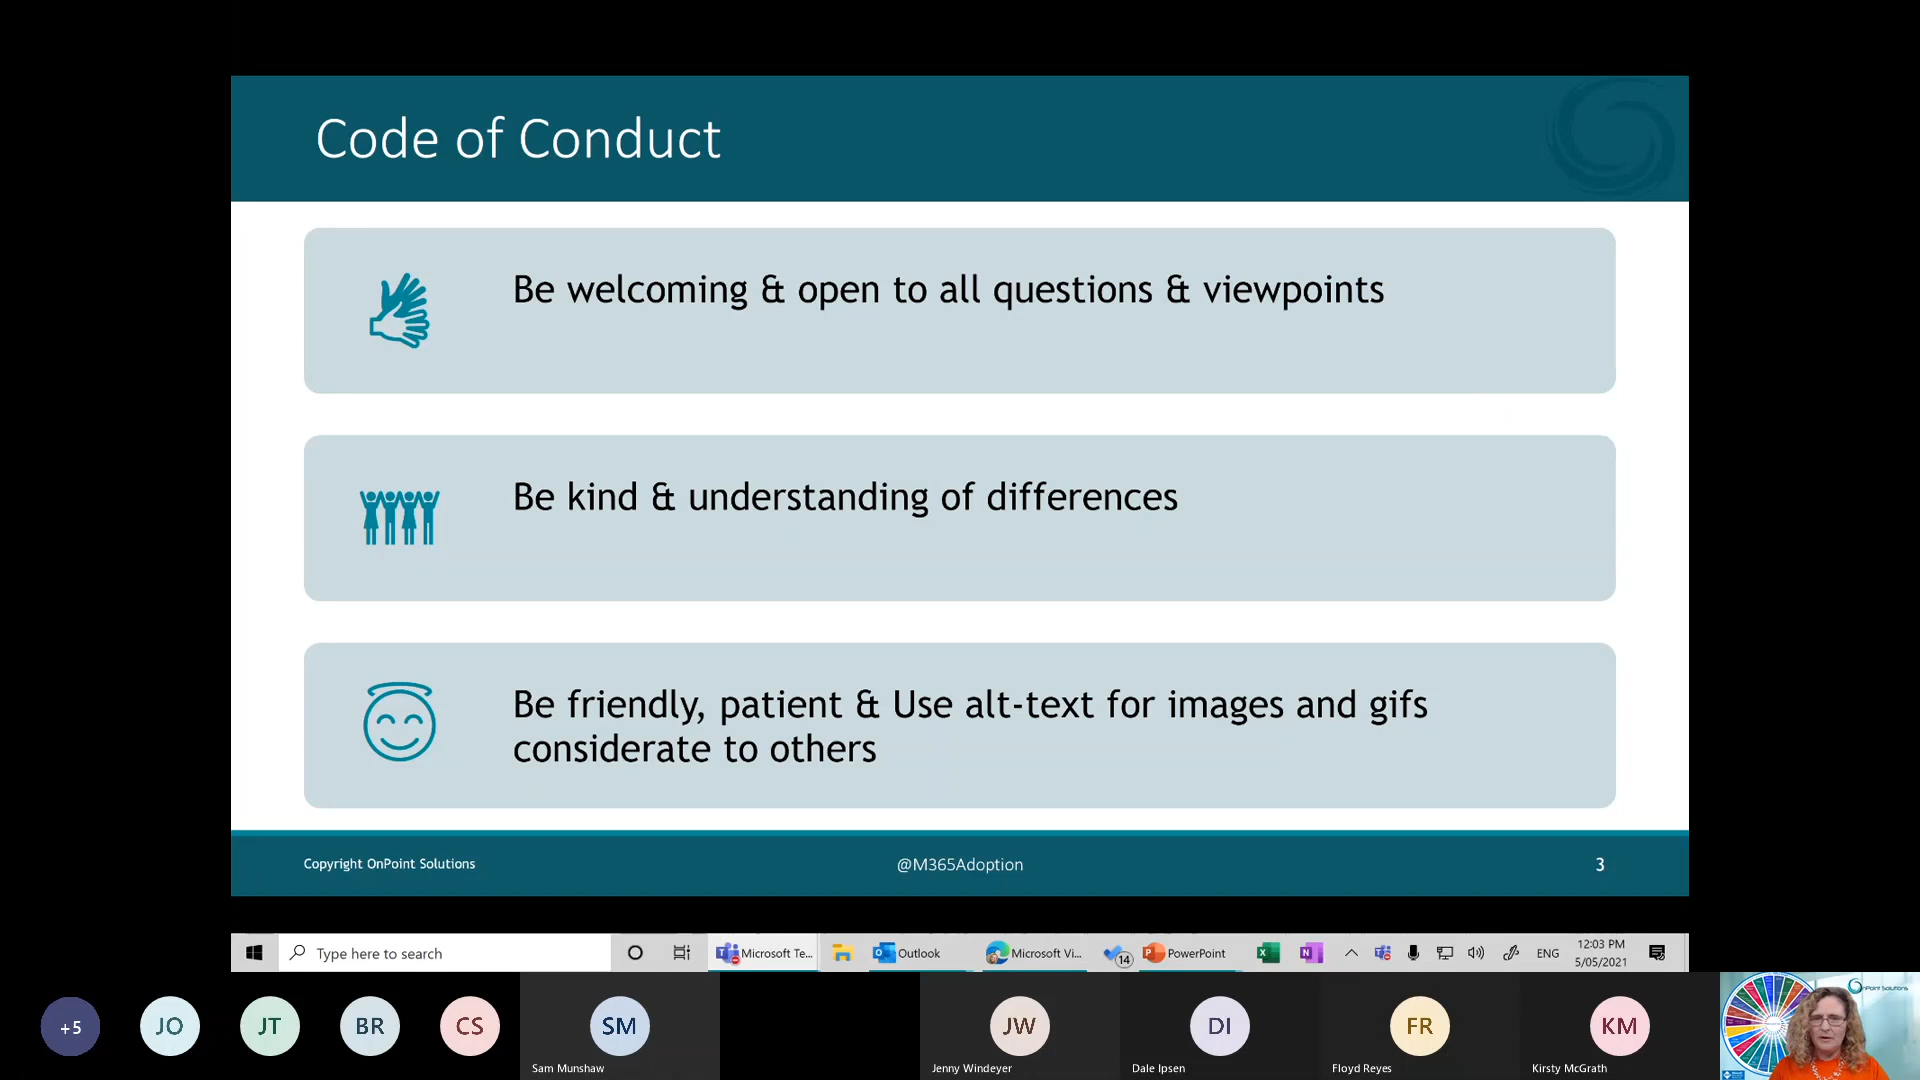 Code of Conduct
Be welcoming & open to all questions & viewpoints
Be kind & understanding of differences
Be friendly, patient & Use alt-text for images and gifs
considerate to others
Copyright OnPoint Solutions
@M365Adoption
3
Type here to search
Microsoft Te...
Outlook
Microsoft Vi...
14
PowerPoint
ENG
12:03 PM
5/05/2021
+5
JO
JT
BR
CS
SM
JW
DI
FR
KM
Sam Munshaw
Jenny Windeyer
Dale Ipsen
Floyd Reyes
Kirsty McGrath
OnPoint Solutions